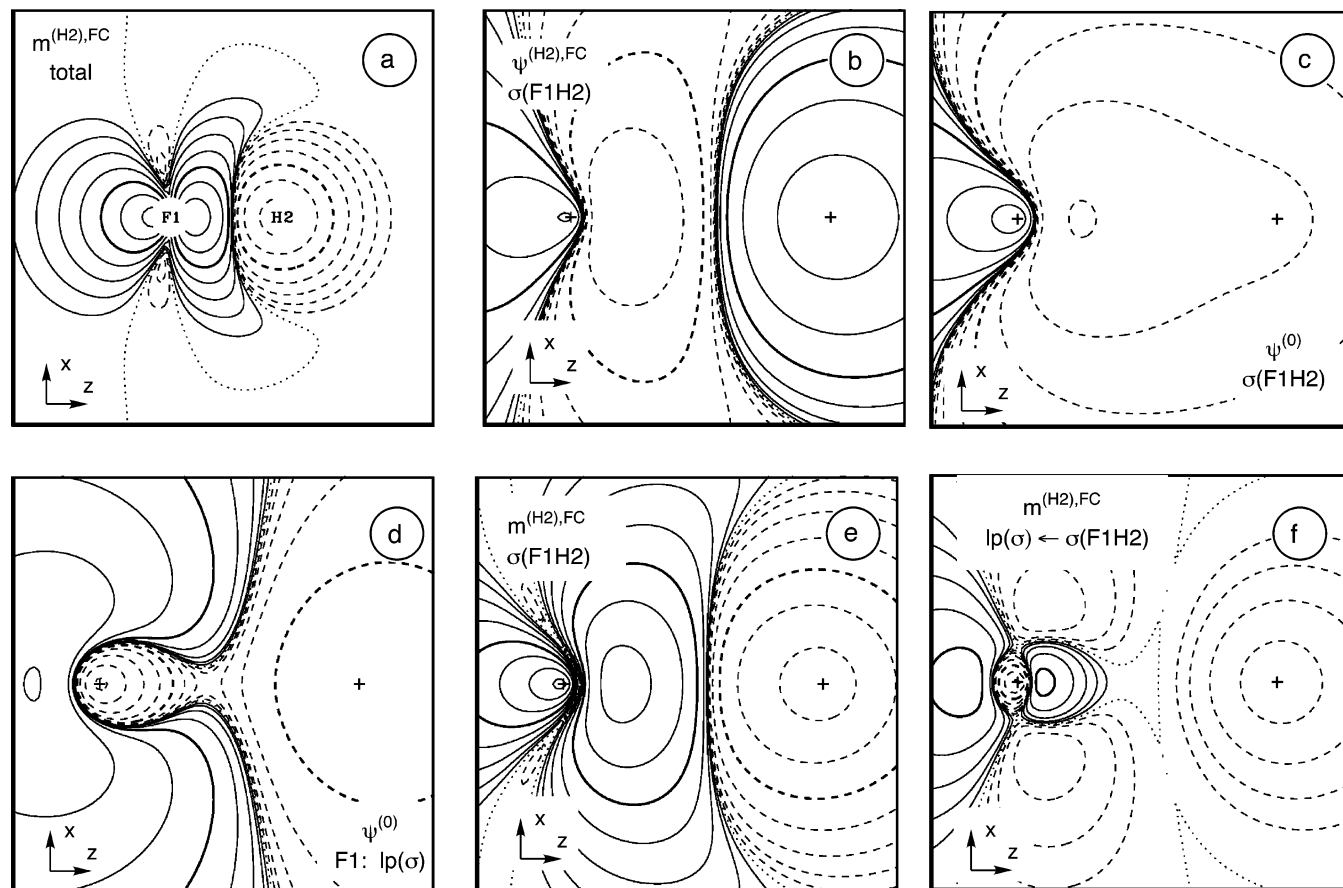 m(H2),FC
total
a
F1
H2
x
z
ψ(H2),FC
σ(F1H2)
b
x
z
c
ψ(0)
σ(F1H2)
x
z
d
x
z
ψ(0)
F1: lp(σ)
m(H2),FC
σ(F1H2)
e
x
z
m(H2),FC
lp(σ) ← σ(F1H2)
f
x
z